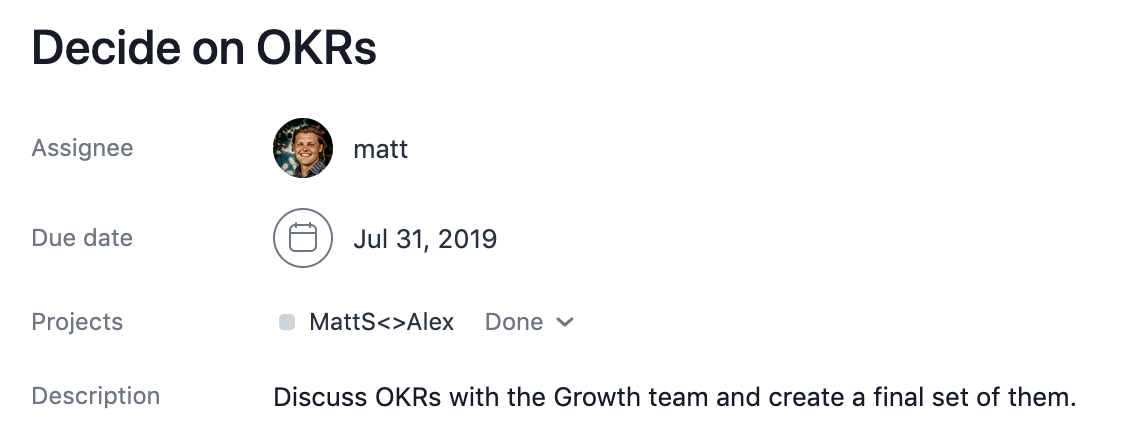 Decide on OKRs
Assignee matt
Due date Jul 31, 2019
Projects MattS<>Alex Done
Description Discuss OKRs with the Growth team and create a final set of them.